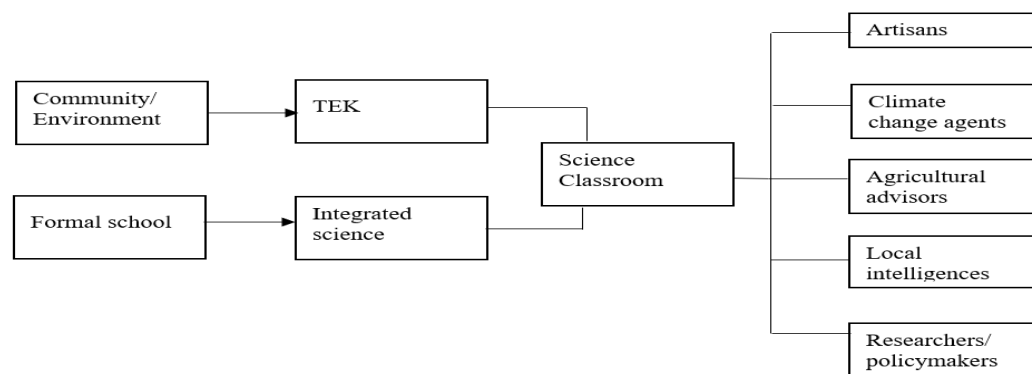 Community/
Environment
TEK
Formal school
Integrated
science
Science
Classroom
Artisans
Climate
change agents
Agricultural
advisors
Local
intelligences
Researchers/
policymakers